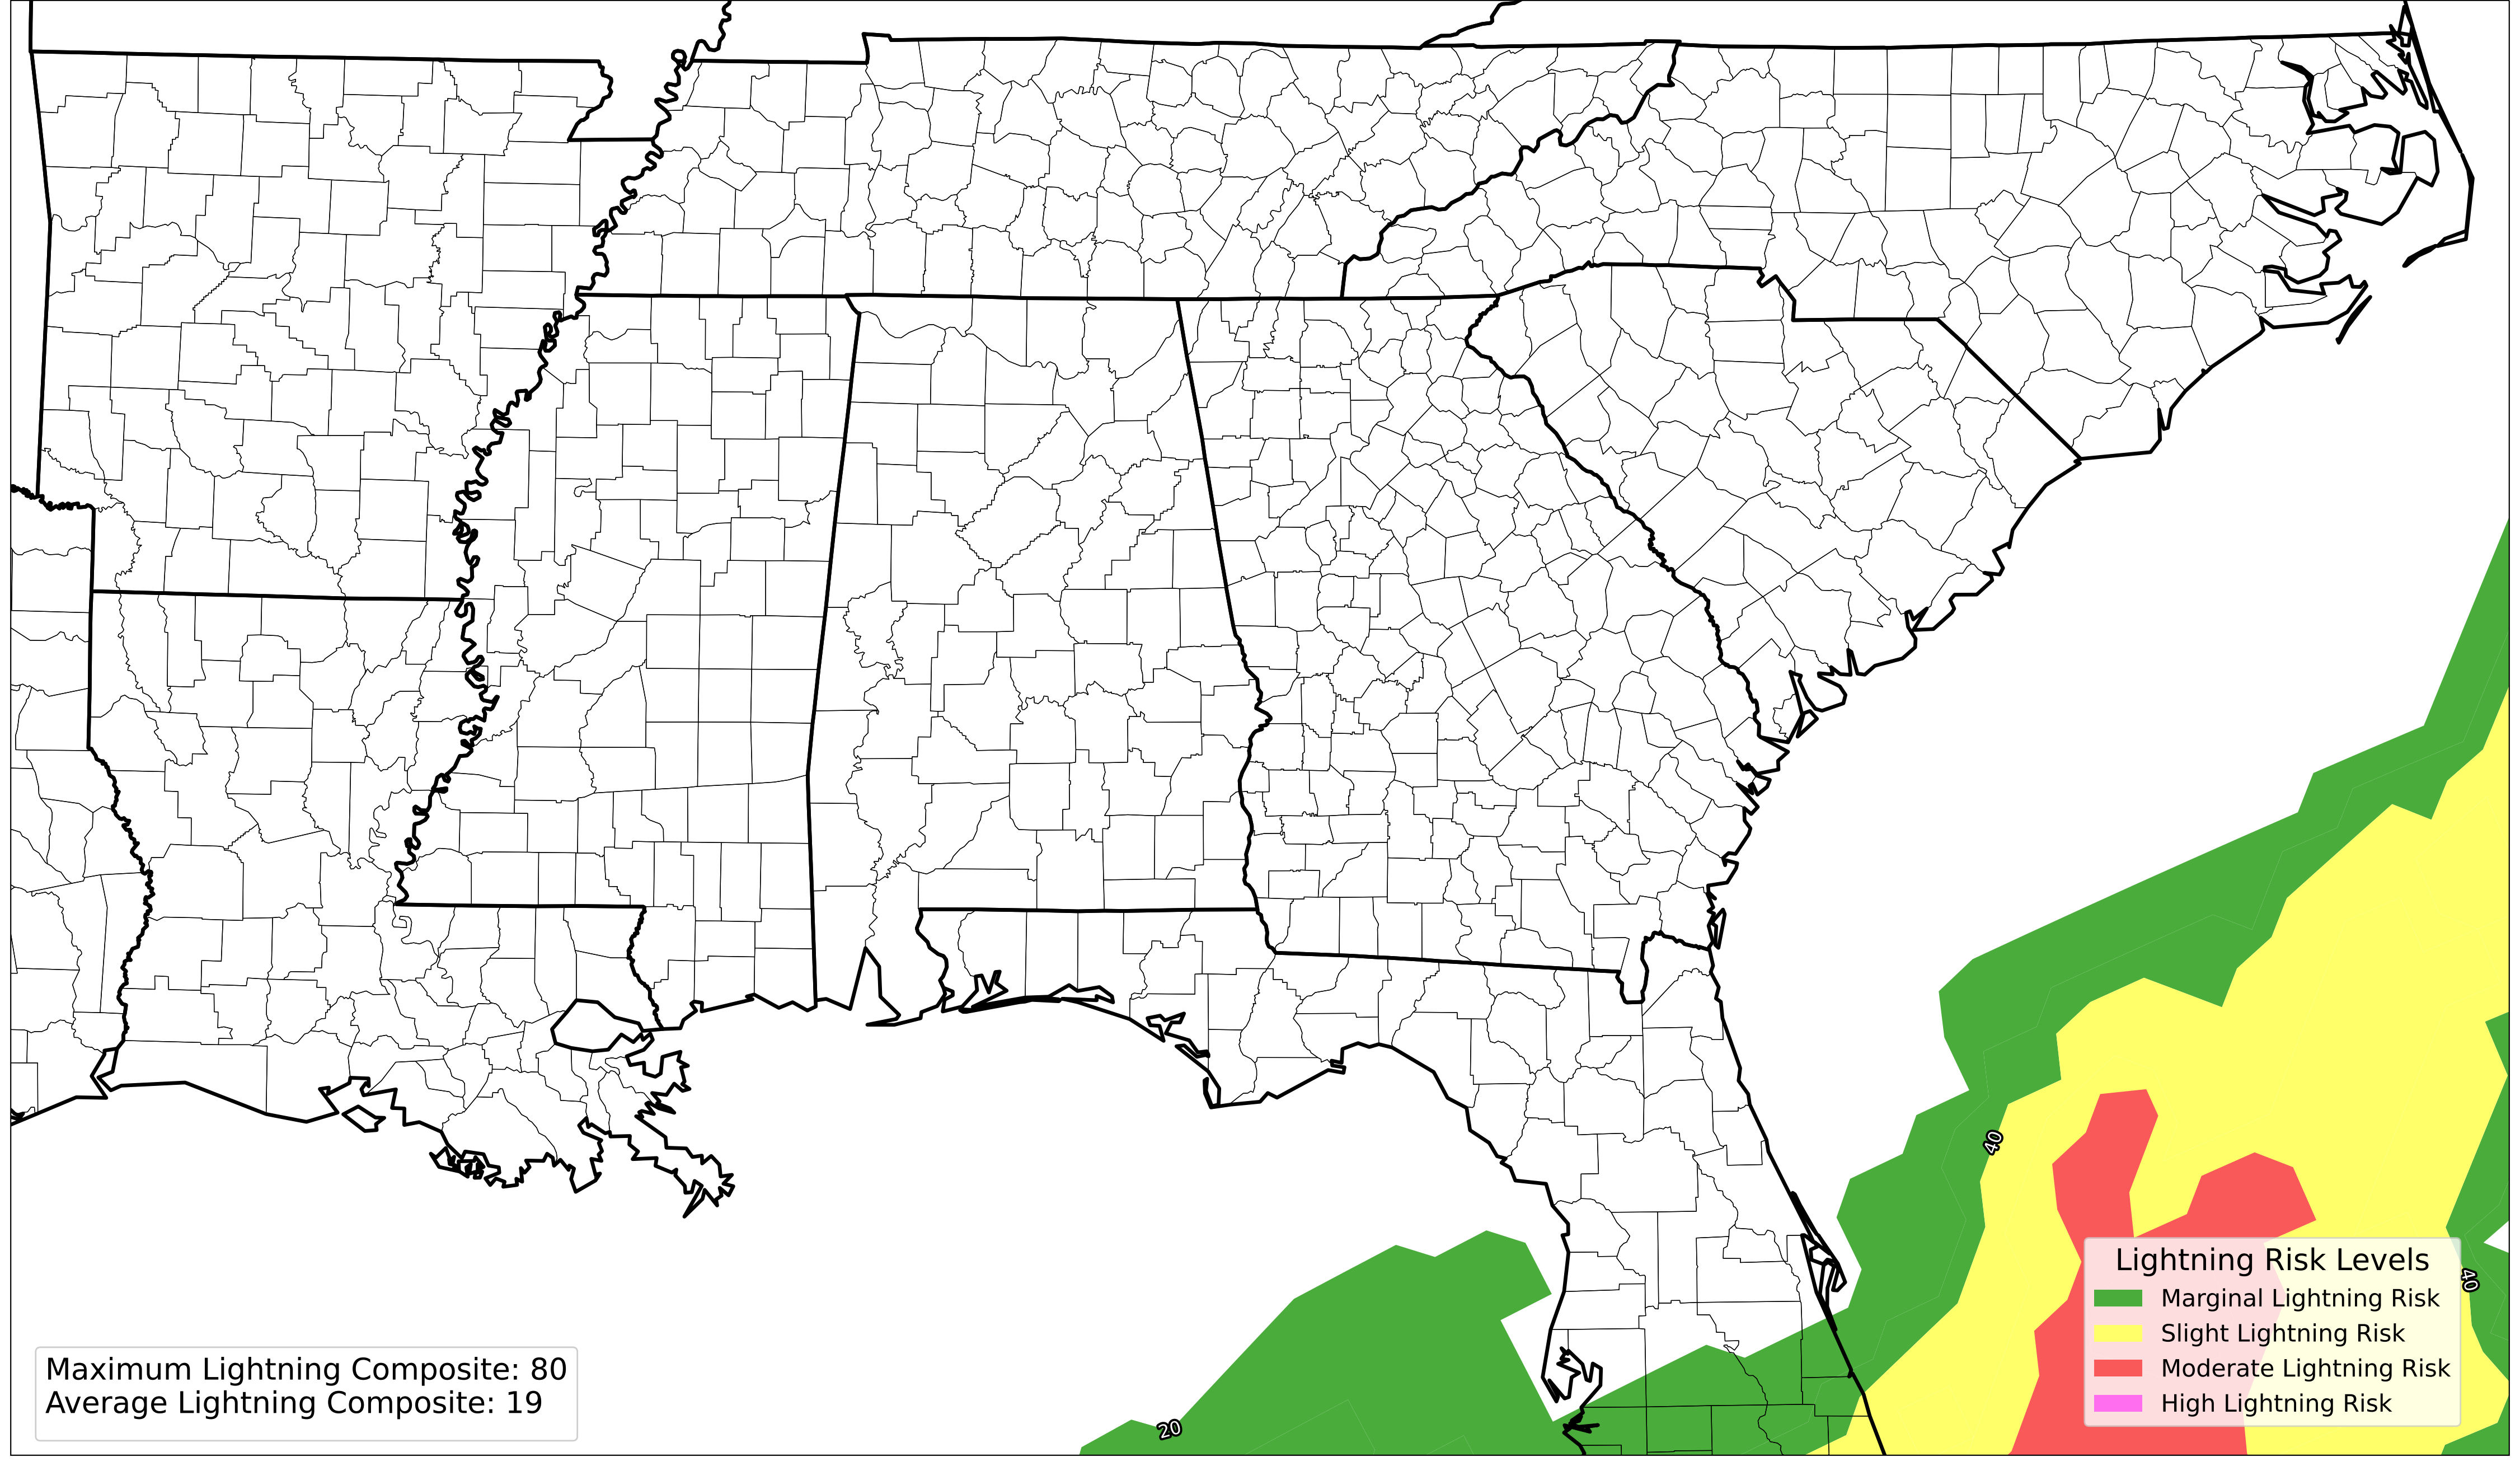 40
40
20
Lightning Risk Levels
Marginal Lightning Risk
Slight Lightning Risk
Moderate Lightning Risk
High Lightning Risk
Maximum Lightning Composite: 80
Average Lightning Composite: 19